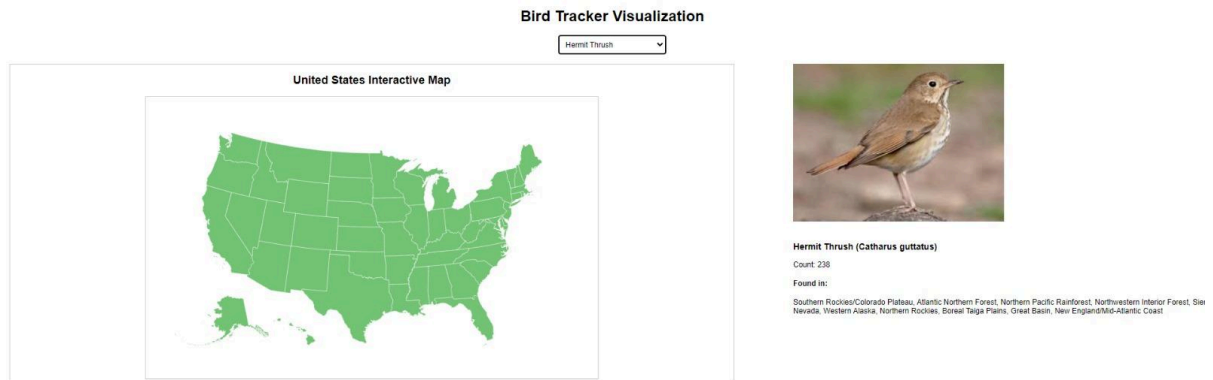 Bird Tracker Visualization
Hermit Thrush
United States Interactive Map
Hermit Thrush (Catharus guttatus)
Count: 238
Found in:
Southern Rockies/Colorado Plateau, Atlantic Northern Forest, Northern Pacific Rainforest, Northwestern Interior Forest,
Nevada, Western Alaska, Northern Rockies, Boreal Taiga Plains, Great Basin, New England/Mid-Atlantic Coast